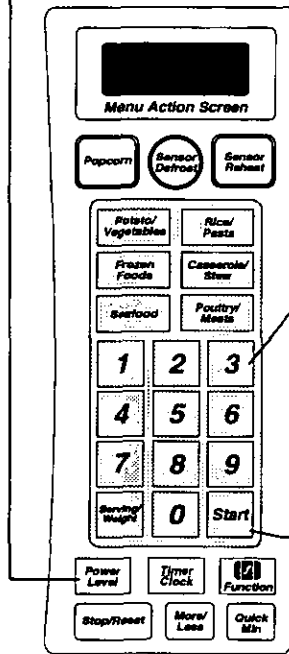 Menu Action Screen
Popcorn
Sensor
Defrost
Sensor
Reheat
Potato/
Vegetables
Rice/
Pasta
Frozen
Foods
Casserole/
Stew
Seafood
Poultry/
Meats
1 2 3
4 5 6
7 8 9
Serving/
Weight
0 Start
Power
Level
Timer
Clock
Function
Stop/Reset
More/
Less
Quick
Min